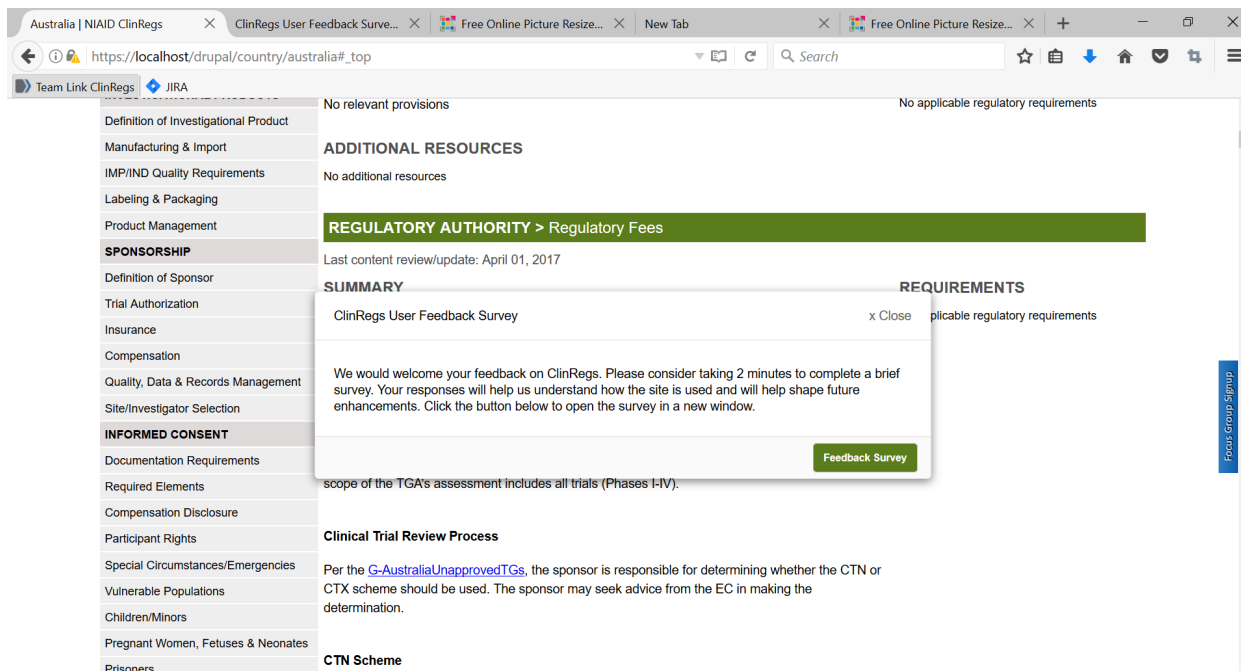 Australia | NIAID ClinRegs
ClinRegs User Feedback Surve...
Free Online Picture Resize...
New Tab
Free Online Picture Resize...
https://localhost/drupal/country/australia#_top
Search
Team Link ClinRegs
JIRA
Definition of Investigational Product
Manufacturing & Import
IMP/IND Quality Requirements
Labeling & Packaging
Product Management
SPONSORSHIP
Definition of Sponsor
Trial Authorization
Insurance
Compensation
Quality, Data & Records Management
Site/Investigator Selection
INFORMED CONSENT
Documentation Requirements
Required Elements
Compensation Disclosure
Participant Rights
Special Circumstances/Emergencies
Vulnerable Populations
Children/Minors
Pregnant Women, Fetuses & Neonates
Prisoners
No relevant provisions
No applicable regulatory requirements
ADDITIONAL RESOURCES
No additional resources
REGULATORY AUTHORITY > Regulatory Fees
Last content review/update: April 01, 2017
SUMMARY
REQUIREMENTS
plicable regulatory requirements
ClinRegs User Feedback Survey
x Close
We would welcome your feedback on ClinRegs. Please consider taking 2 minutes to complete a brief
survey. Your responses will help us understand how the site is used and will help shape future
enhancements. Click the button below to open the survey in a new window.
Feedback Survey
Focus Group Signup
scope of the TGA's assessment includes all trials (Phases I-IV).
Clinical Trial Review Process
Per the G-AustraliaUnapprovedTGs, the sponsor is responsible for determining whether the CTN or
CTX scheme should be used. The sponsor may seek advice from the EC in making the
determination.
CTN Scheme